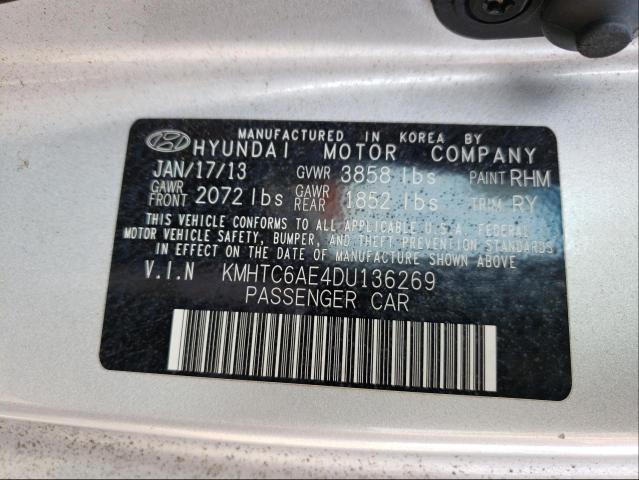 MANUFACTURED IN KOREA BY
HYUNDAI MOTOR COMPANY
JAN/17/13 GVWR 3858 lbs PAINT RHM
GAWR FRONT 2072 lbs GAWR REAR 1852 lbs TRIM RY
THIS VEHICLE CONFORMS TO ALL APPLICABLE U.S.A. FEDERAL
MOTOR VEHICLE SAFETY, BUMPER, AND THEFT PREVENTION STANDARDS
IN EFFECT ON THE DATE OF MANUFACTURE SHOWN ABOVE.
V.I.N KMHTC6AE4DU136269
PASSENGER CAR